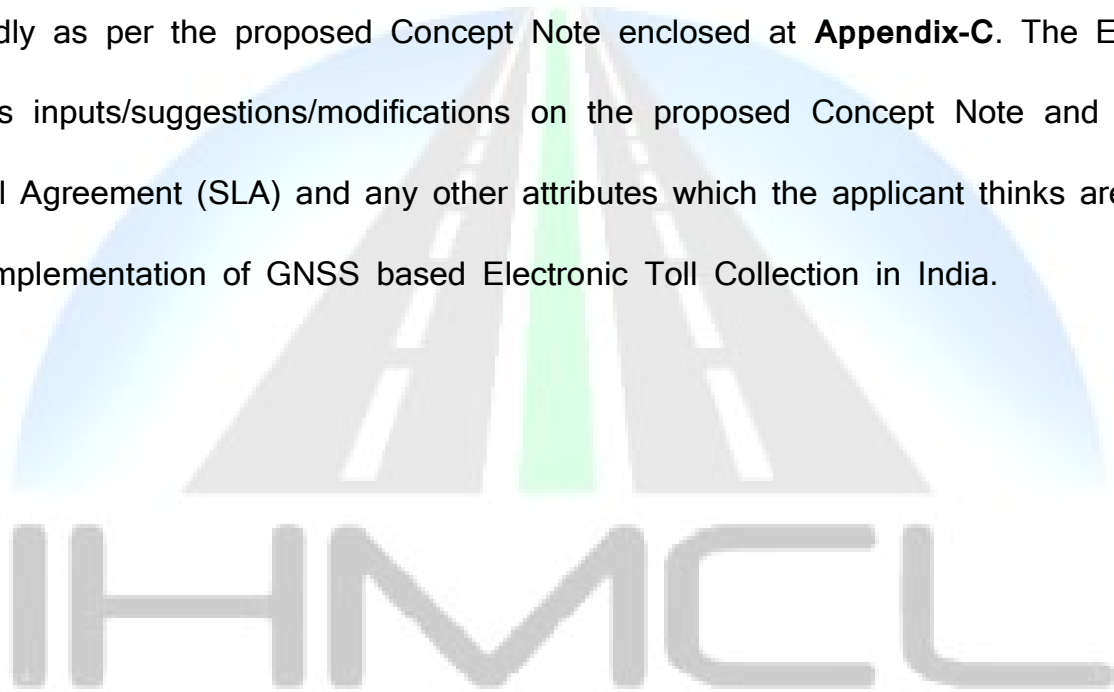 dly as per the proposed Concept Note enclosed at Appendix-C. The E
s inputs/suggestions/modifications on the proposed Concept Note and
l Agreement (SLA) and any other attributes which the applicant thinks are
mplementation of GNSS based Electronic Toll Collection in India.
IHMCL